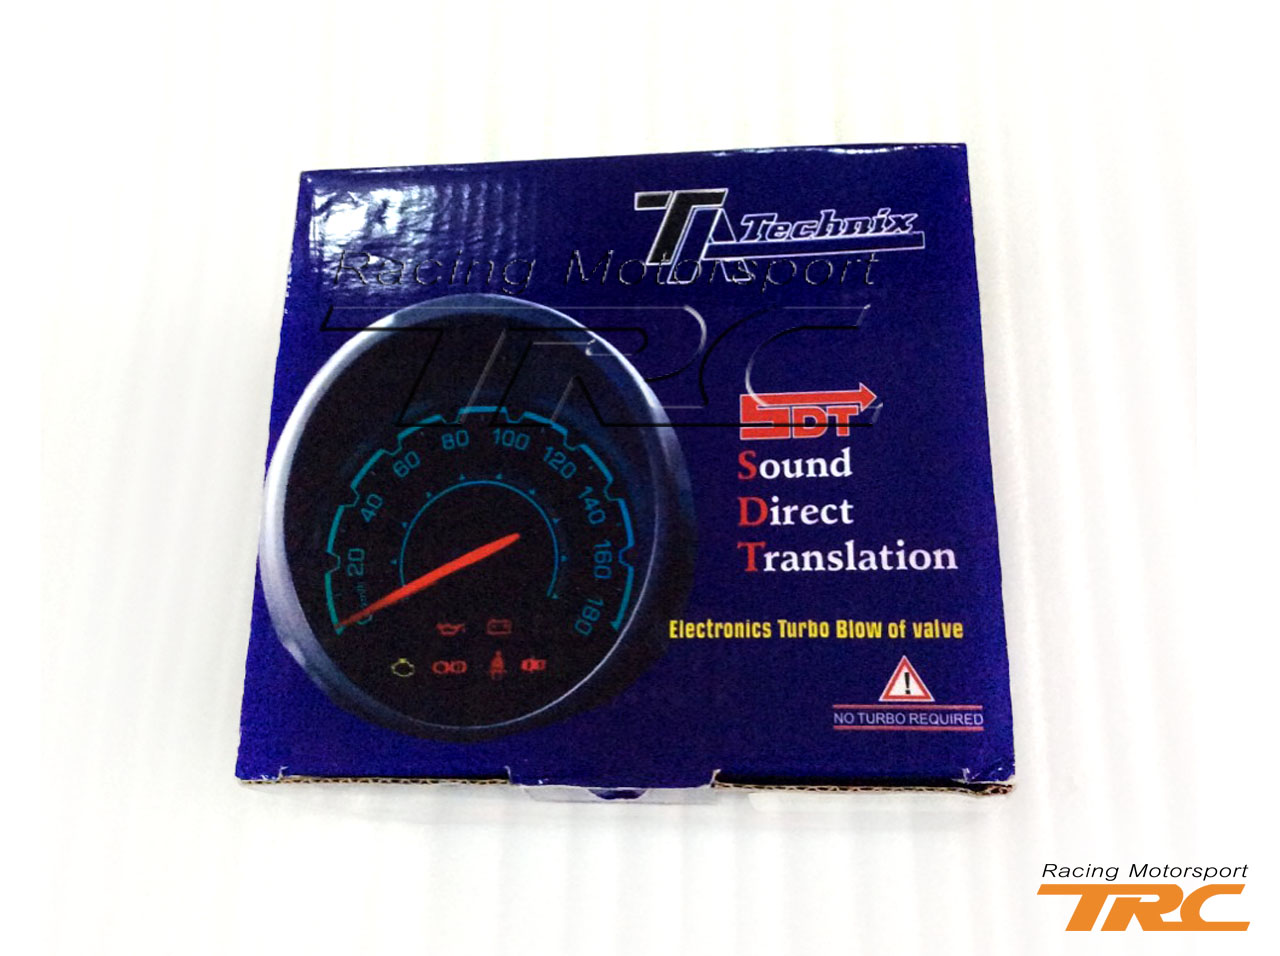 Technix
Racing Motorsport
TRC
SDT
Sound
Direct
Translation
80
100
60
120
40
140
20
160
180
Electronics Turbo Blow of valve
!
NO TURBO REQUIRED
Racing Motorsport
TRC